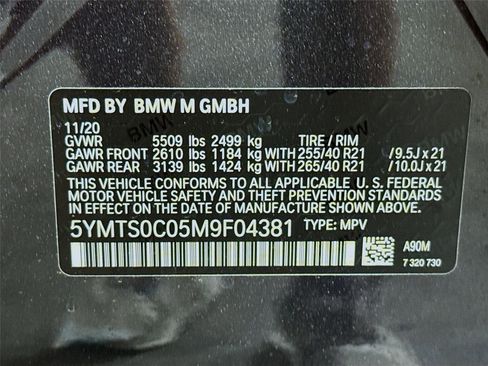 MFD BY BMW M GMBH
11/20
GVWR 5509 lbs 2499 kg TIRE / RIM
GAWR FRONT 2610 lbs 1184 kg WITH 255/40 R21 /9.5J x 21
GAWR REAR 3139 lbs 1424 kg WITH 265/40 R21 /10.0J x 21
THIS VEHICLE CONFORMS TO ALL APPLICABLE U. S. FEDERAL
MOTOR VEHICLE SAFETY AND THEFT PREVENTION STANDARDS
IN EFFECT ON THE DATE OF MANUFACTURE SHOWN ABOVE.
5YMTS0C05M9F04381 TYPE: MPV
A90M
7 320 730